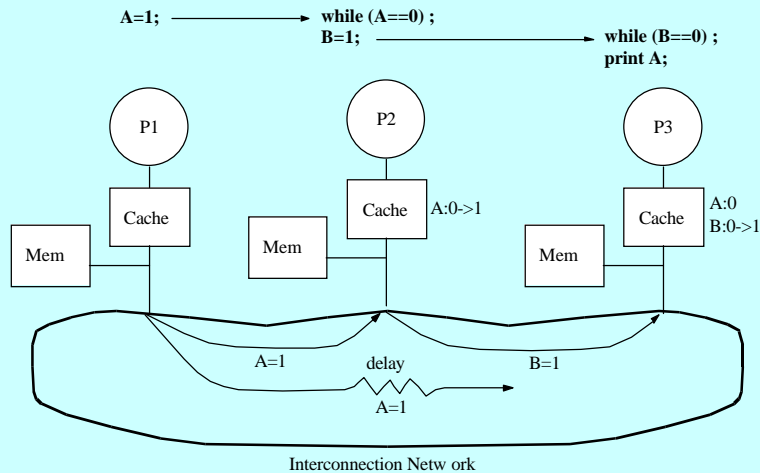 A=1;
while (A==0) ;
B=1;
while (B==0) ;
print A;
P1
P2
P3
Cache
Cache
A:0->1
Cache
A:0
B:0->1
Mem
Mem
Mem
A=1
delay
B=1
A=1
Interconnection Netw ork